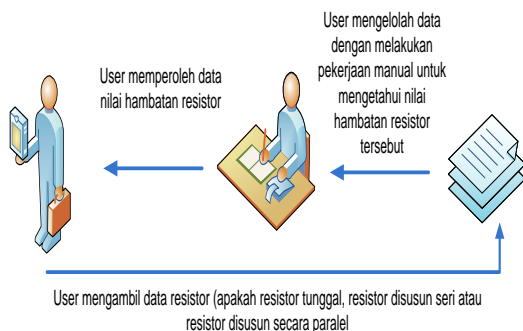 User memperoleh data
nilai hambatan resistor
User mengelolah data
dengan melakukan
pekerjaan manual untuk
mengetahui nilai
hambatan resistor
tersebut
User mengambil data resistor (apakah resistor tunggal, resistor disusun seri atau
resistor disusun secara paralel